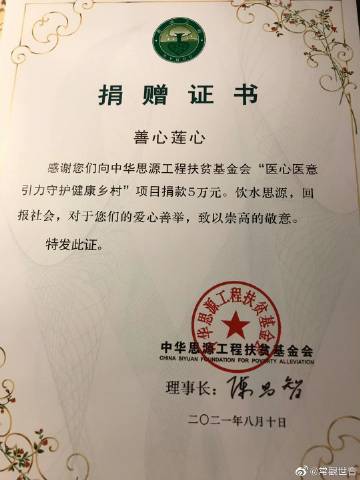 捐赠证书
善心莲心
感谢您们向中华思源工程扶贫基金会“医心医意
引力守护健康乡村”项目捐款5万元。饮水思源，回
报社会，对于您们的爱心善举，致以崇高的敬意。
特发此证。
中华思源工程扶贫基金会
中华思源工程扶贫基金会
CHINA SIYUAN FOUNDATION FOR POVERTY ALLEVIATION
理事长：陈昌智
二〇二一年八月十日
@常觀世音